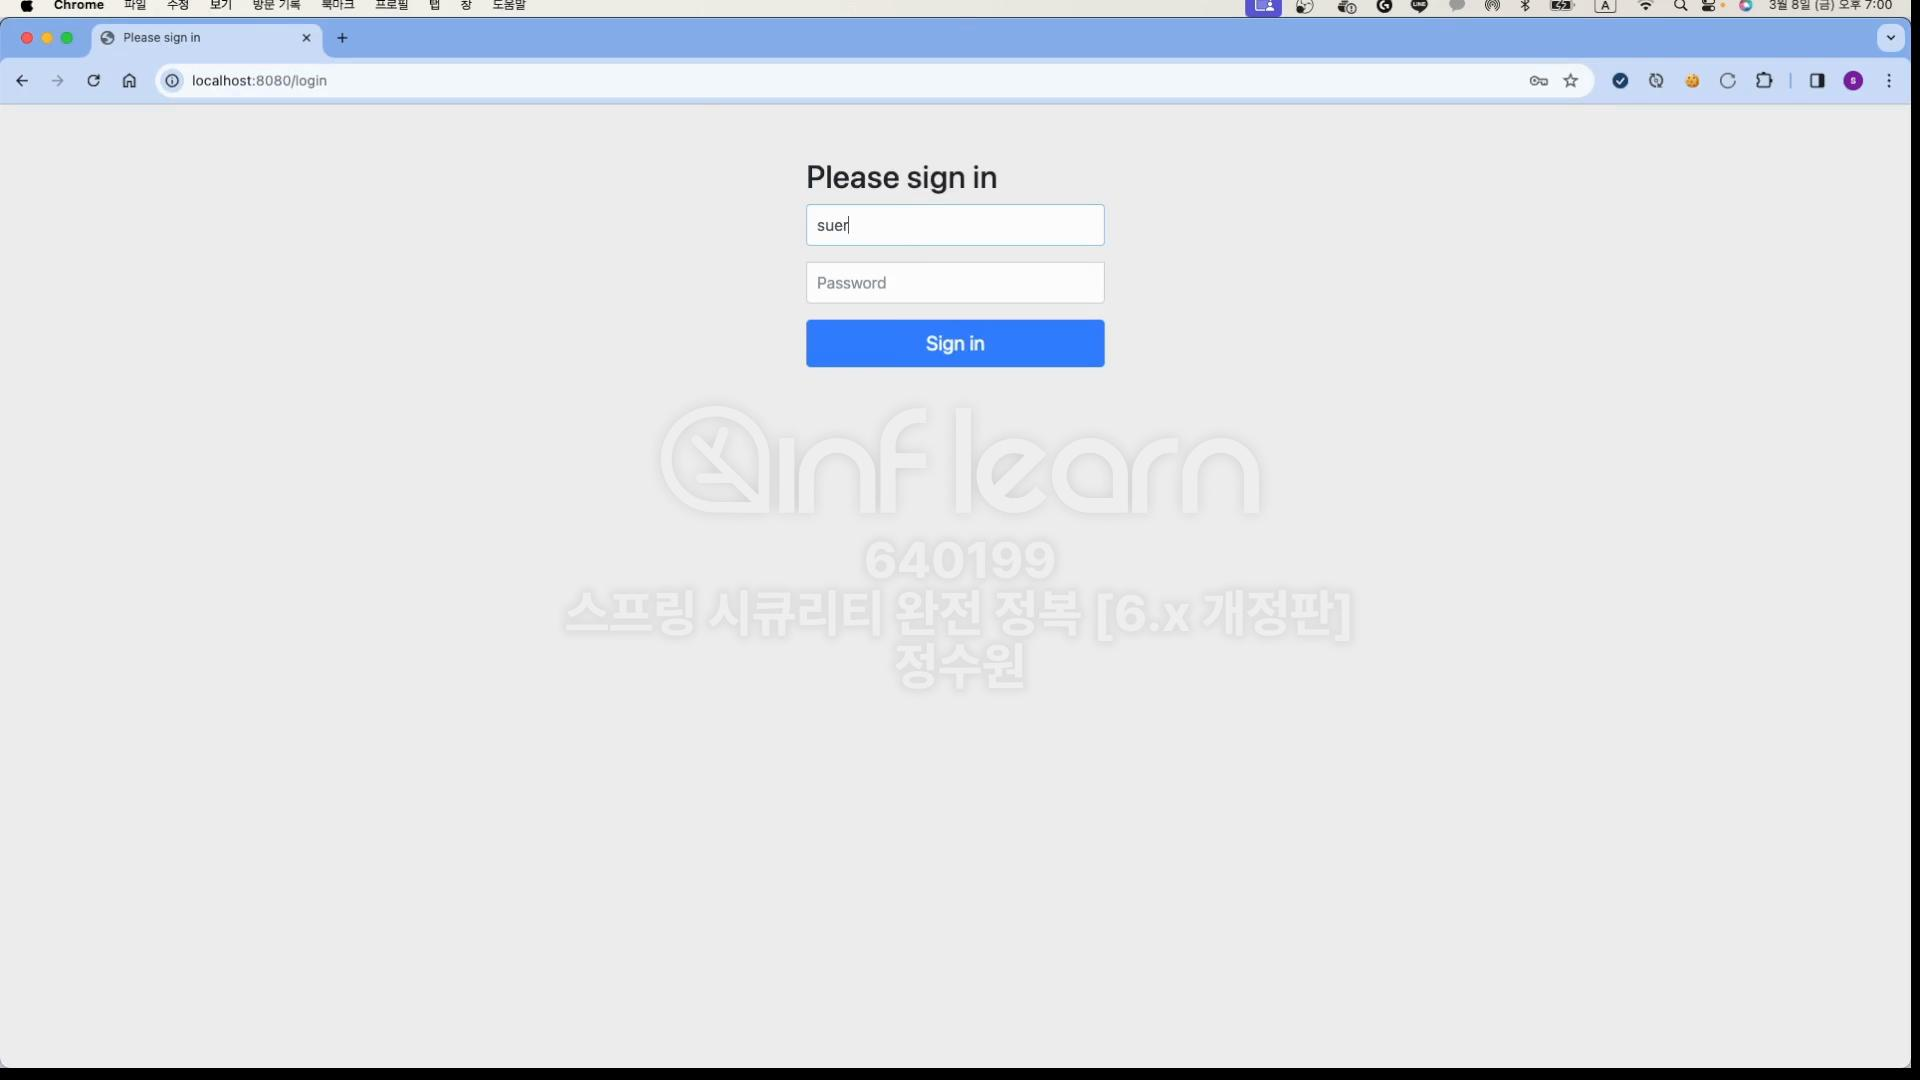 Chrome 파일 수정 보기 방문 기록 북마크 프로필 탭 창 도움말 LINE A 3월 8일 (금) 오후 7:00
Please sign in
localhost:8080/login
s
Please sign in
suer
Password
Sign in
inflearn
640199
스프링 시큐리티 완전 정복 [6.x 개정판]
정수원